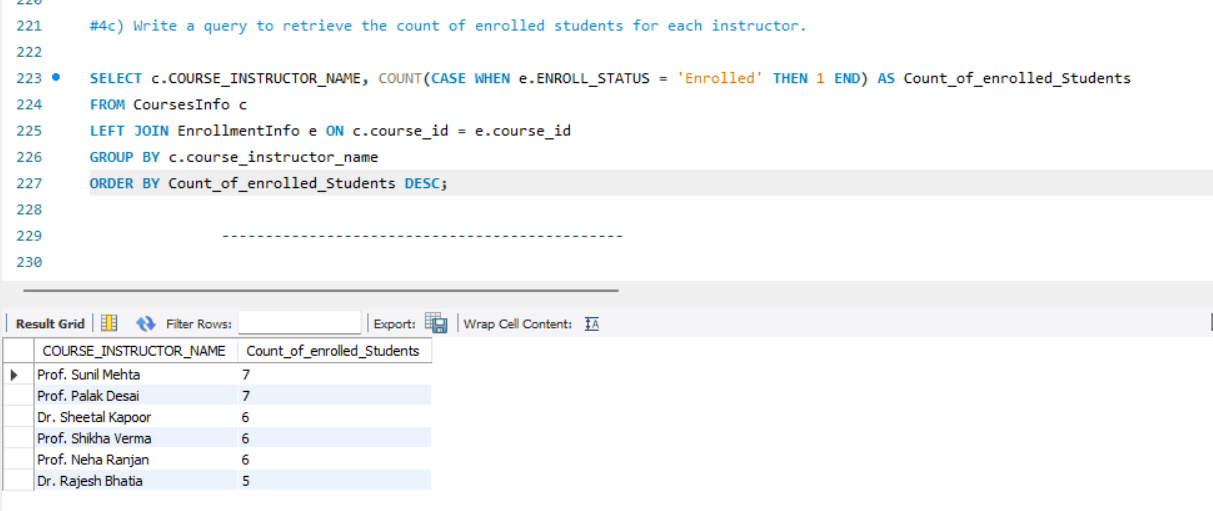 220
221 #4c) Write a query to retrieve the count of enrolled students for each instructor.
222
223 SELECT c.COURSE_INSTRUCTOR_NAME, COUNT(CASE WHEN e.ENROLL_STATUS = 'Enrolled' THEN 1 END) AS Count_of_enrolled_Students
224 FROM CoursesInfo c
225 LEFT JOIN EnrollmentInfo e ON c.course_id = e.course_id
226 GROUP BY c.course_instructor_name
227 ORDER BY Count_of_enrolled_Students DESC;
228
229 ----------------------------------------------
230
Result Grid Filter Rows: Export: Wrap Cell Content:
COURSE_INSTRUCTOR_NAME Count_of_enrolled_Students
Prof. Sunil Mehta 7
Prof. Palak Desai 7
Dr. Sheetal Kapoor 6
Prof. Shikha Verma 6
Prof. Neha Ranjan 6
Dr. Rajesh Bhatia 5